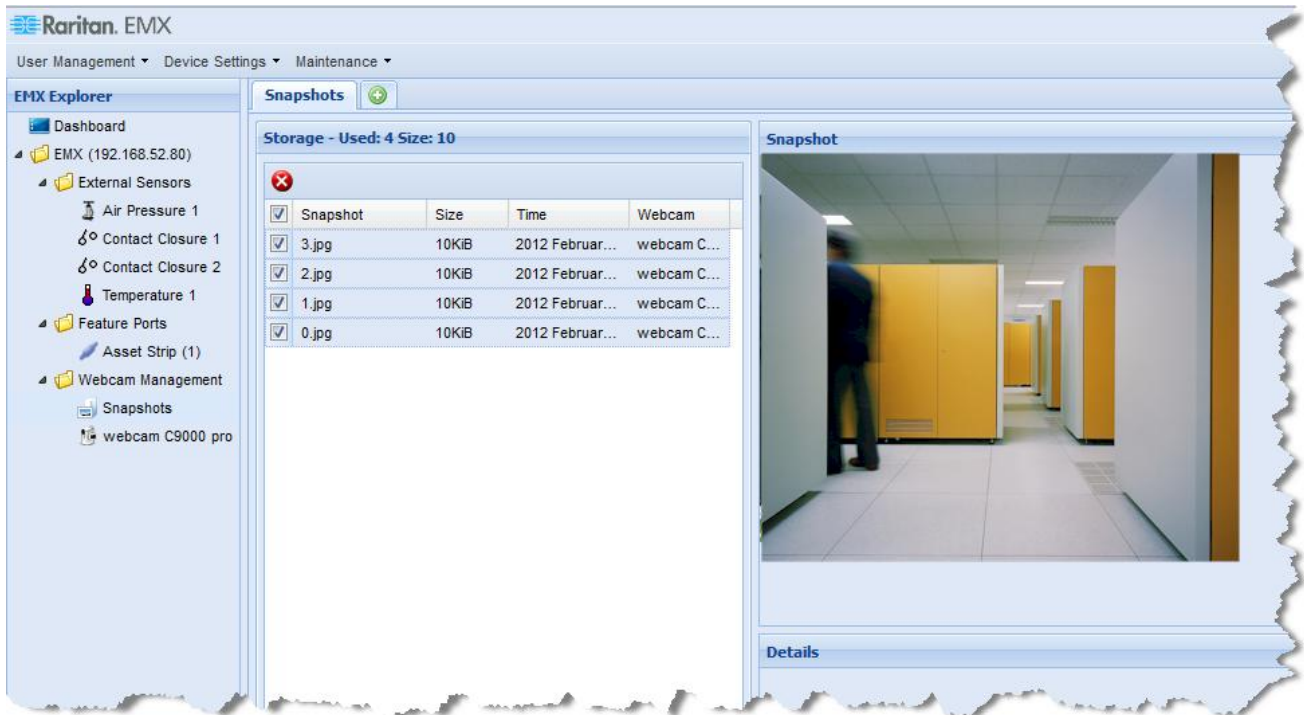 Raritan. EMX
User Management Device Settings Maintenance
EMX Explorer
Dashboard
EMX (192.168.52.80)
External Sensors
Air Pressure 1
Contact Closure 1
Contact Closure 2
Temperature 1
Feature Ports
Asset Strip (1)
Webcam Management
Snapshots
webcam C9000 pro
Snapshots
Storage - Used: 4 Size: 10
Snapshot Size Time Webcam
3.jpg 10KiB 2012 Februar... webcam C...
2.jpg 10KiB 2012 Februar... webcam C...
1.jpg 10KiB 2012 Februar... webcam C...
0.jpg 10KiB 2012 Februar... webcam C...
Snapshot
Details